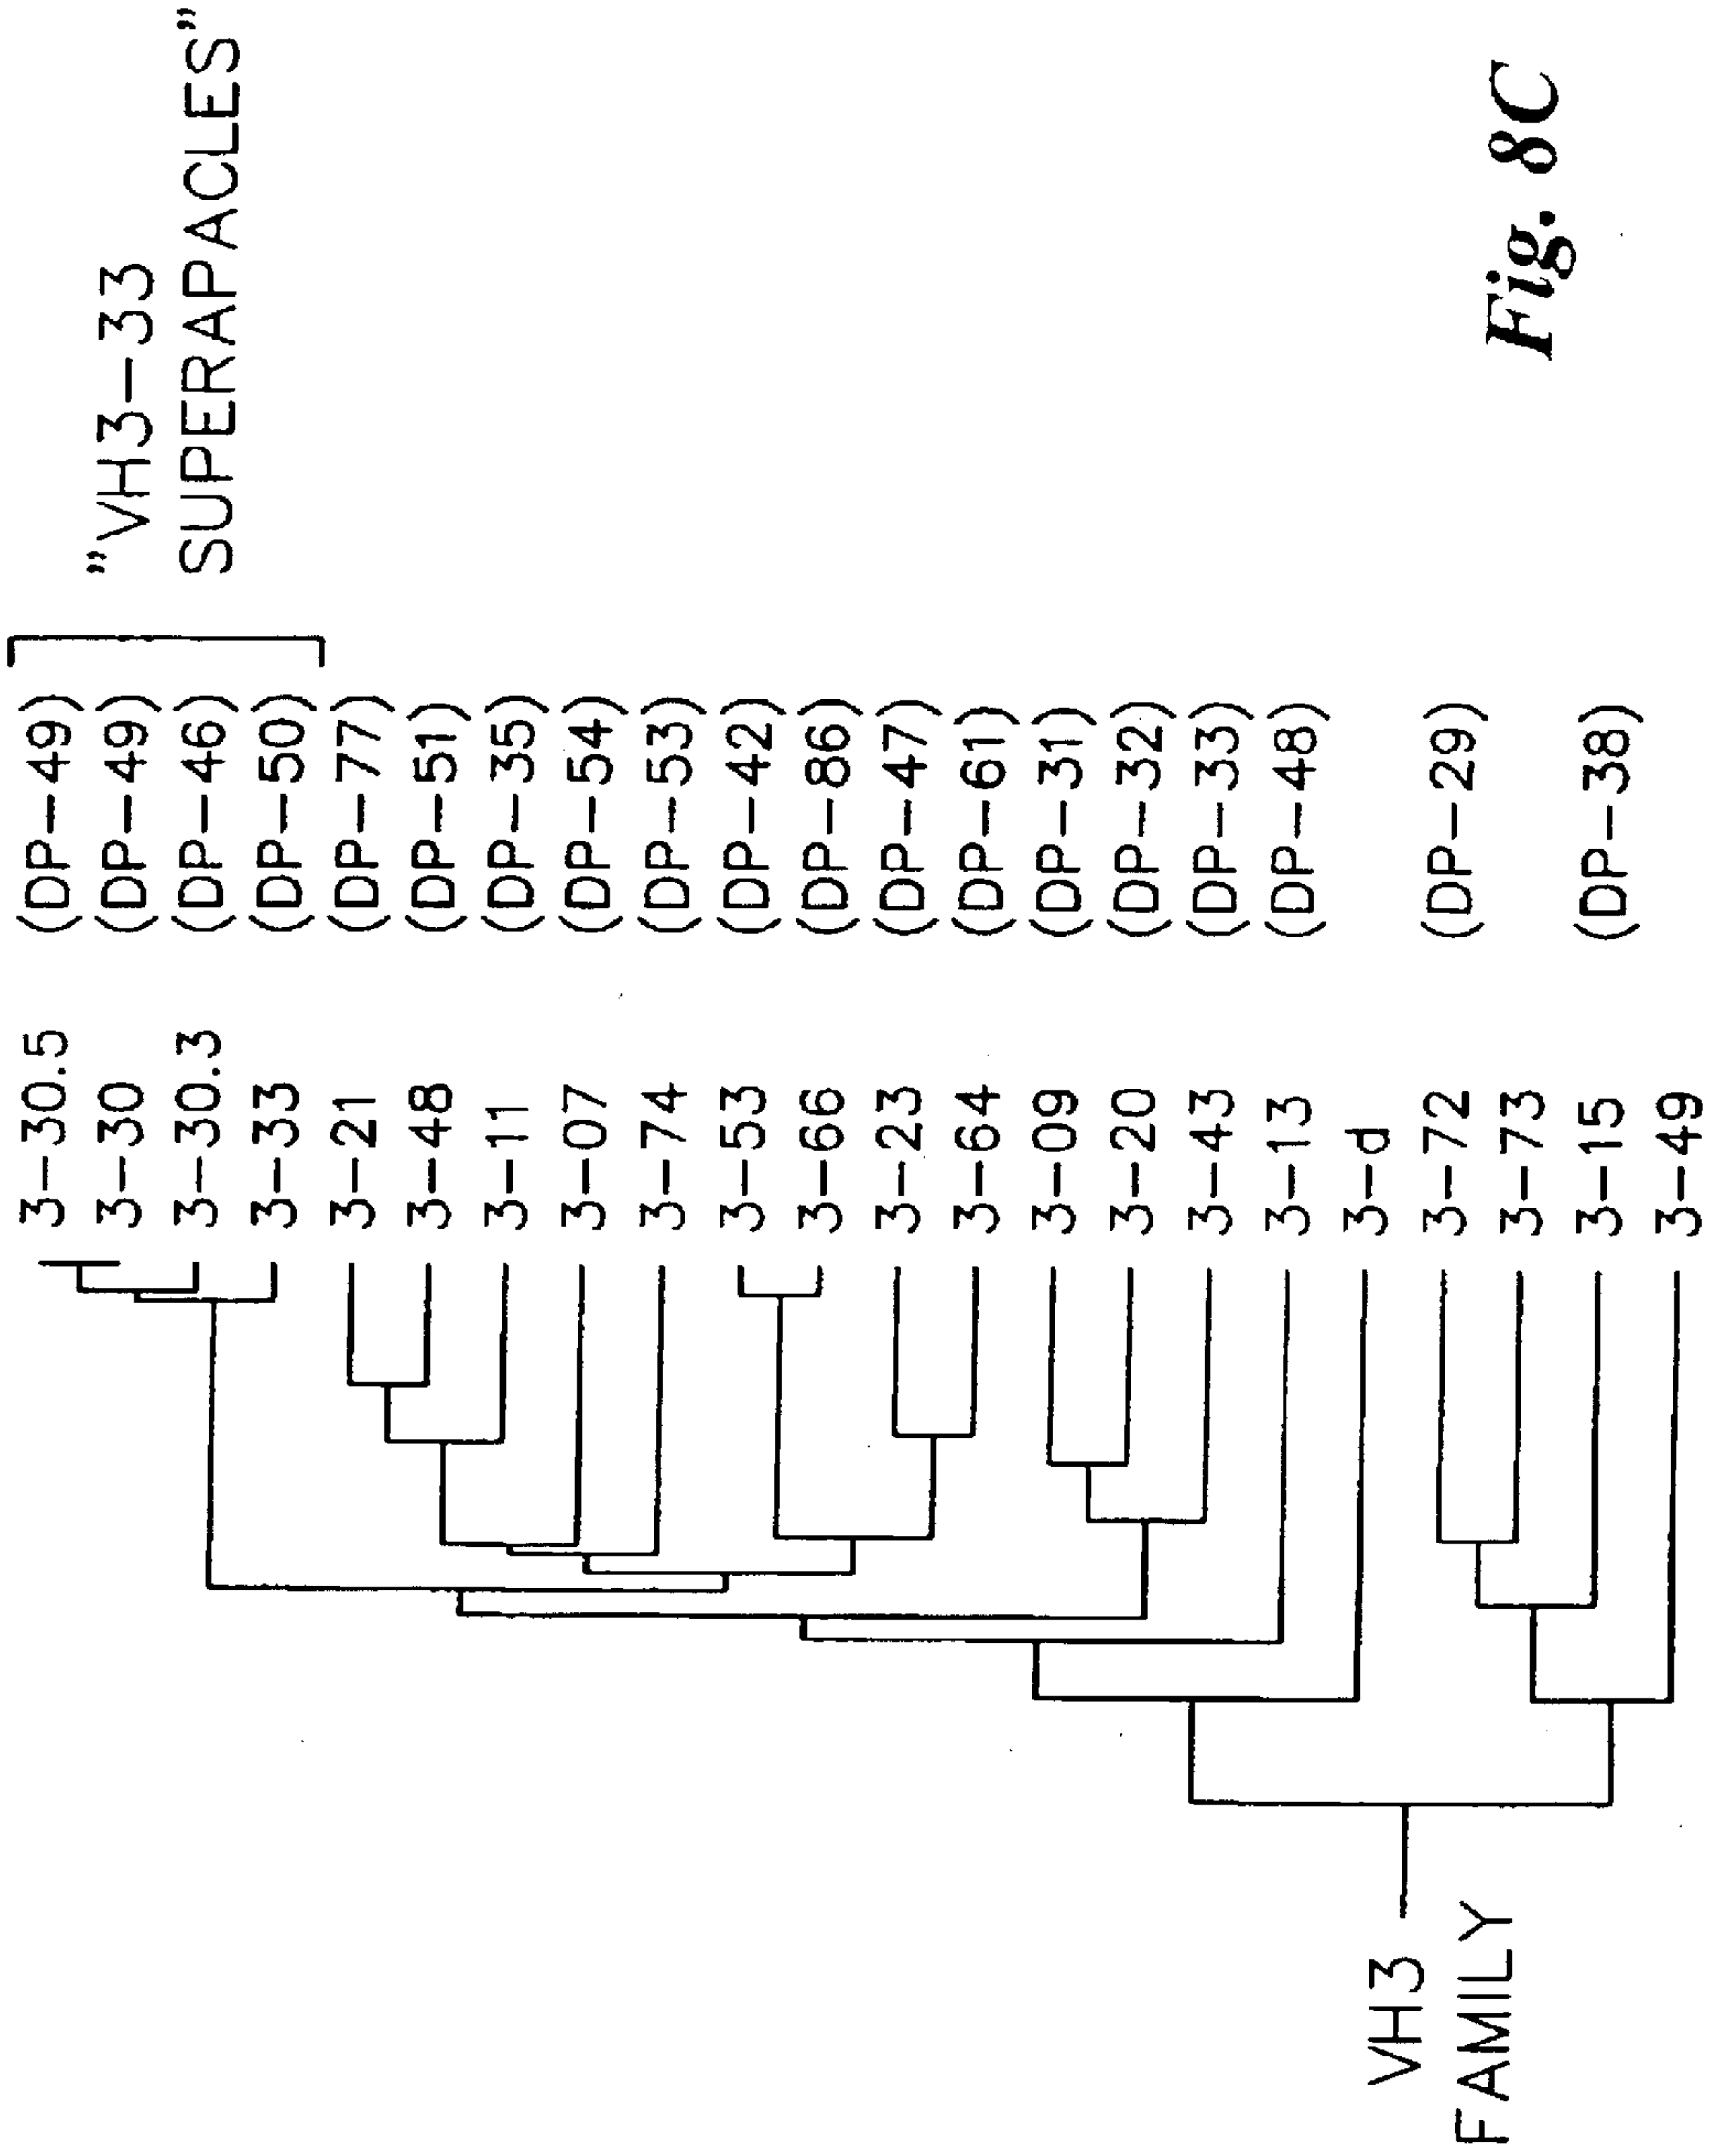 3-30.5 (DP-49)
3-30 (DP-49)
3-30.3 (DP-46)
3-33 (DP-50)
"VH3-33
SUPERAPACLES"
3-21 (DP-77)
3-48 (DP-51)
3-11 (DP-35)
3-07 (DP-54)
3-74 (DP-53)
3-53 (DP-42)
3-66 (DP-86)
3-23 (DP-47)
3-64 (DP-61)
3-09 (DP-31)
3-20 (DP-32)
3-43 (DP-33)
3-13 (DP-48)
3-d
3-72 (DP-29)
3-73
3-15 (DP-38)
3-49
VH3
FAMILY
Fig. 8C